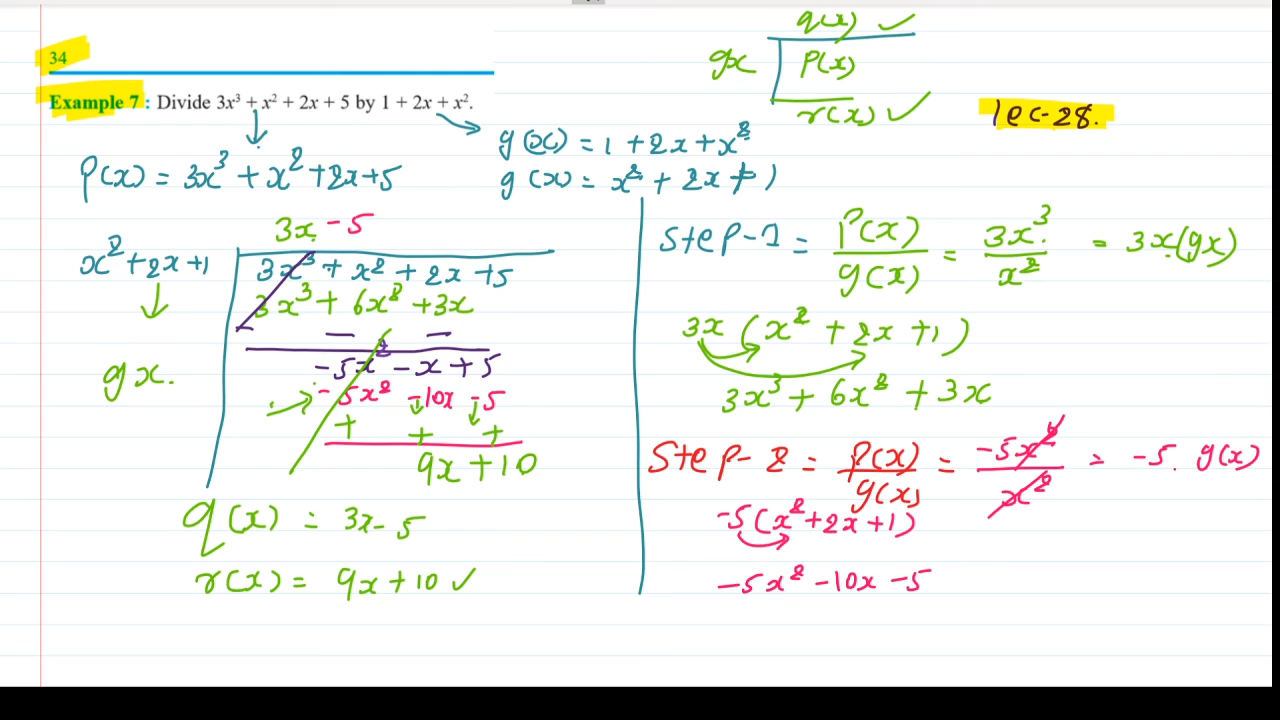 34
Example 7 : Divide 3x³ + x² + 2x + 5 by 1 + 2x + x².
q(x) ✓
gx
p(x)
r(x) ✓
lec-28.
p(x) = 3x³ + x² + 2x + 5
g(x) = 1 + 2x + x²
g(x) = x² + 2x + 1
3x - 5
x² + 2x + 1
3x³ + x² + 2x + 5
3x³ + 6x² + 3x
- -
-5x² - x + 5
gx.
-5x² -10x -5
+ + +
9x + 10
q(x) = 3x - 5
r(x) = 9x + 10 ✓
Step-1 = p(x)/g(x) = 3x³/x² = 3x(gx)
3x (x² + 2x + 1)
3x³ + 6x² + 3x
Step-2 = p(x)/g(x) = -5x²/x² = -5. g(x)
-5(x² + 2x + 1)
-5x² - 10x - 5